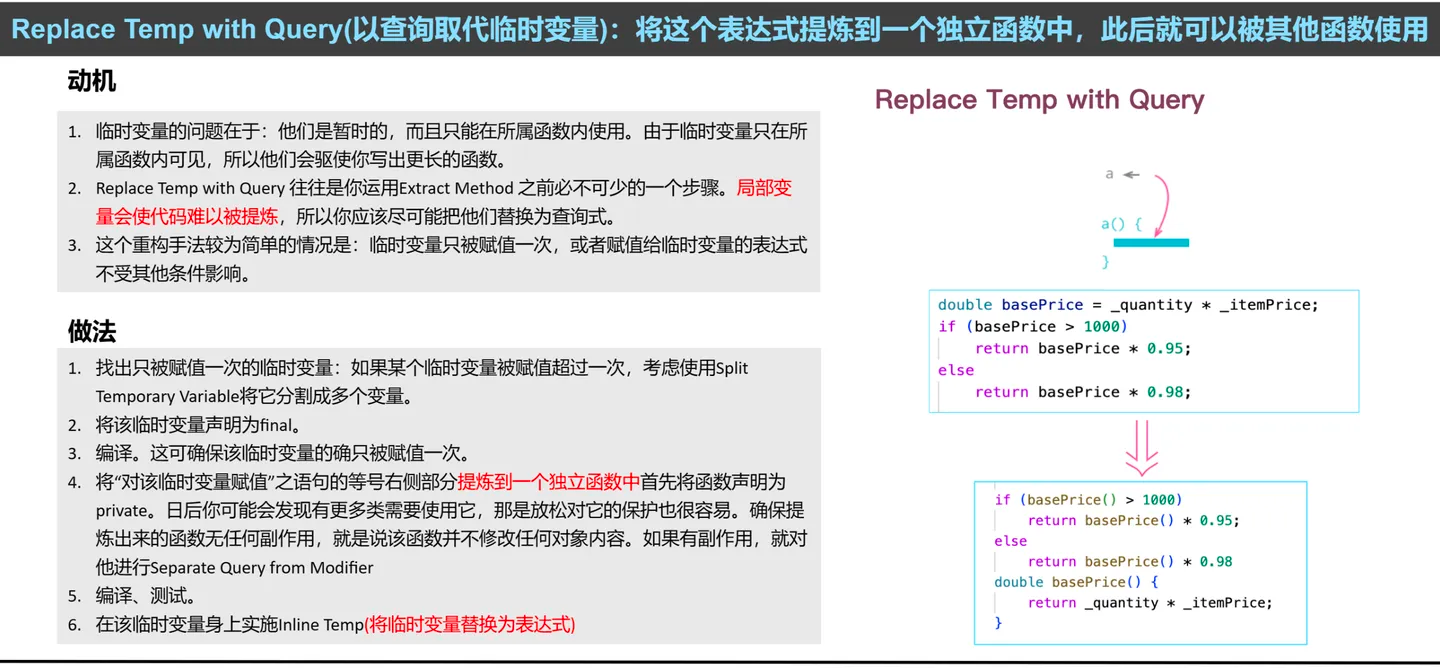 Replace Temp with Query(以查询取代临时变量)：将这个表达式提炼到一个独立函数中，此后就可以被其他函数使用
动机
1. 临时变量的问题在于：他们是暂时的，而且只能在所属函数内使用。由于临时变量只在所
属函数内可见，所以他们会驱使你写出更长的函数。
2. Replace Temp with Query 往往是你运用Extract Method 之前必不可少的一个步骤。局部变
量会使代码难以被提炼，所以你应该尽可能把他们替换为查询式。
3. 这个重构手法较为简单的情况是：临时变量只被赋值一次，或者赋值给临时变量的表达式
不受其他条件影响。
做法
1. 找出只被赋值一次的临时变量：如果某个临时变量被赋值超过一次，考虑使用Split
Temporary Variable将它分割成多个变量。
2. 将该临时变量声明为final。
3. 编译。这可确保该临时变量的确只被赋值一次。
4. 将“对该临时变量赋值”之语句的等号右侧部分提炼到一个独立函数中首先将函数声明为
private。日后你可能会发现有更多类需要使用它，那是放松对它的保护也很容易。确保提
炼出来的函数无任何副作用，就是说该函数并不修改任何对象内容。如果有副作用，就对
他进行Separate Query from Modifier
5. 编译、测试。
6. 在该临时变量身上实施Inline Temp(将临时变量替换为表达式)
Replace Temp with Query
a ←
a() {
}
double basePrice = _quantity * _itemPrice;
if (basePrice > 1000)
return basePrice * 0.95;
else
return basePrice * 0.98;
if (basePrice() > 1000)
return basePrice() * 0.95;
else
return basePrice() * 0.98
double basePrice() {
return _quantity * _itemPrice;
}